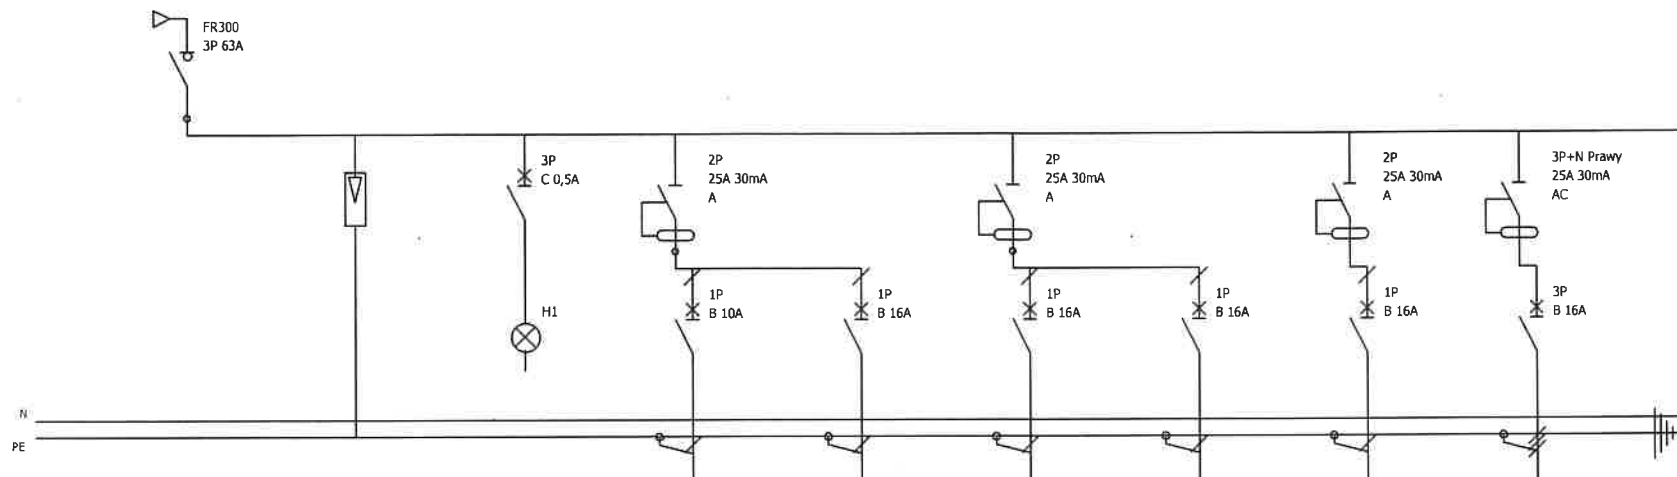 FR300
3P 63A
3P
C 0,5A
2P
25A 30mA
A
2P
25A 30mA
A
2P
25A 30mA
A
3P+N Prawy
25A 30mA
AC
H1
1P
B 10A
1P
B 16A
1P
B 16A
1P
B 16A
1P
B 16A
3P
B 16A
N
PE